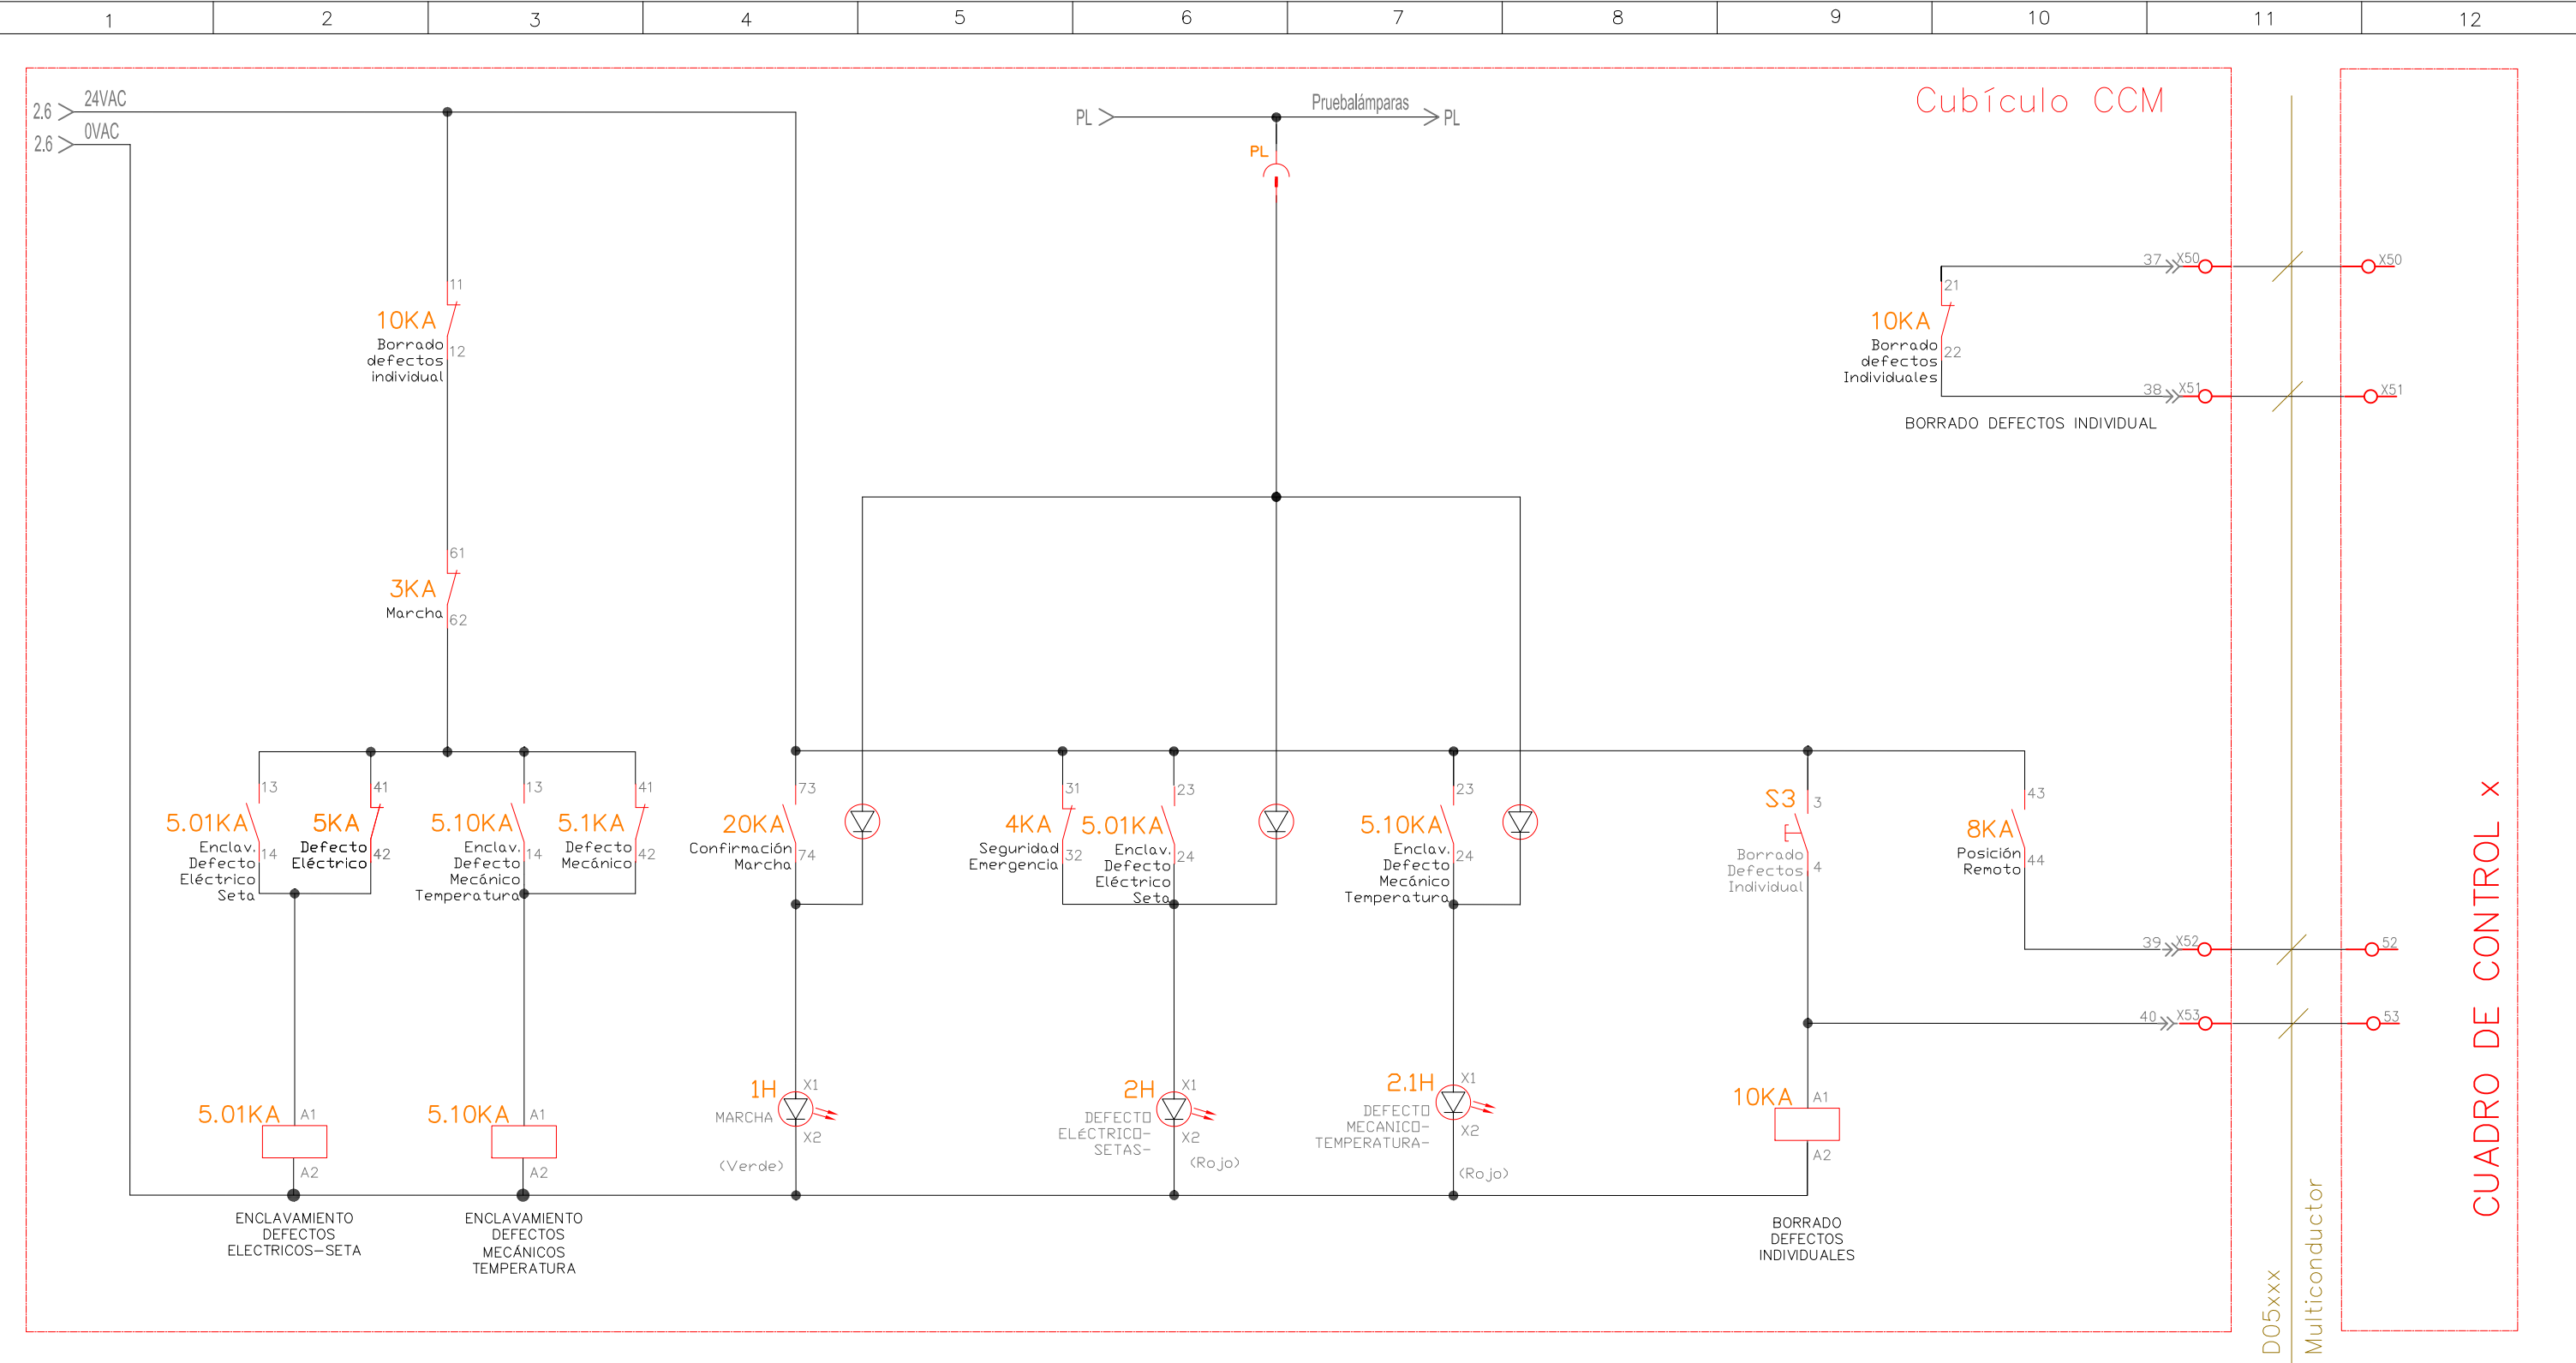 1 2 3 4 5 6 7 8 9 10 11 12
Cubículo CCM
2.6 24VAC
2.6 0VAC
PL Pruebalámparas PL
PL
11
10KA
Borrado
defectos
individual
12
61
3KA
Marcha
62
37 X50 X50
21
10KA
Borrado
defectos
Individuales
22
38 X51 X51
BORRADO DEFECTOS INDIVIDUAL
13
5.01KA
Enclav.
Defecto
Eléctrico
Seta
14
41
5KA
Defecto
Eléctrico
42
13
5.10KA
Enclav.
Defecto
Mecánico
Temperatura
14
41
5.1KA
Defecto
Mecánico
42
73
20KA
Confirmación
Marcha
74
31
4KA
Seguridad
Emergencia
32
23
5.01KA
Enclav.
Defecto
Eléctrico
Seta
24
23
5.10KA
Enclav.
Defecto
Mecánico
Temperatura
24
S3
3
Borrado
Defectos
Individual
4
43
8KA
Posición
Remoto
44
39 X52 52
40 X53 53
5.01KA
A1
A2
5.10KA
A1
A2
1H
X1
MARCHA
X2
(Verde)
2H
X1
DEFECTO
ELÉCTRICO-
SETAS-
X2
(Rojo)
2.1H
X1
DEFECTO
MECANICO-
TEMPERATURA-
X2
(Rojo)
10KA
A1
A2
ENCLAVAMIENTO
DEFECTOS
ELECTRICOS-SETA
ENCLAVAMIENTO
DEFECTOS
MECÁNICOS
TEMPERATURA
BORRADO
DEFECTOS
INDIVIDUALES
D05xxx
Multiconductor
CUADRO DE CONTROL X